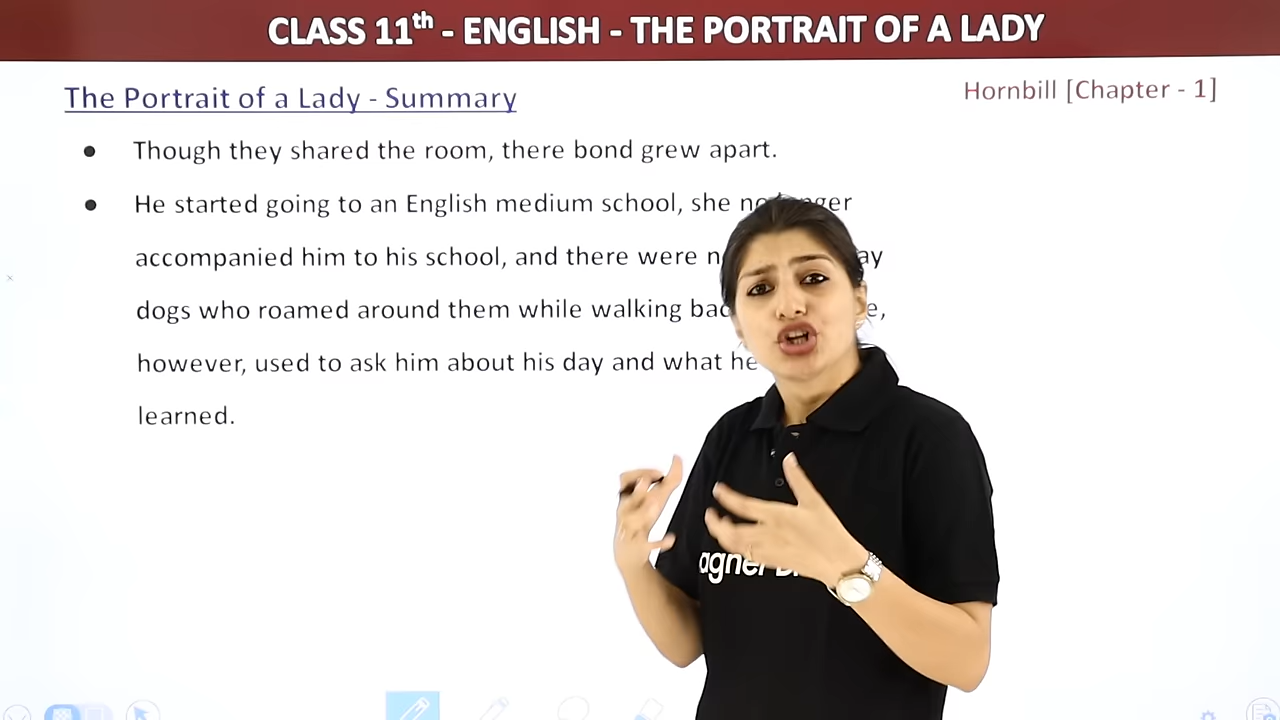 CLASS 11th - ENGLISH - THE PORTRAIT OF A LADY
The Portrait of a Lady - Summary
Hornbill [Chapter - 1]
● Though they shared the room, there bond grew apart.
● He started going to an English medium school, she no longer
accompanied him to his school, and there were
dogs who roamed around them while walking
however, used to ask him about his day and what he
learned.